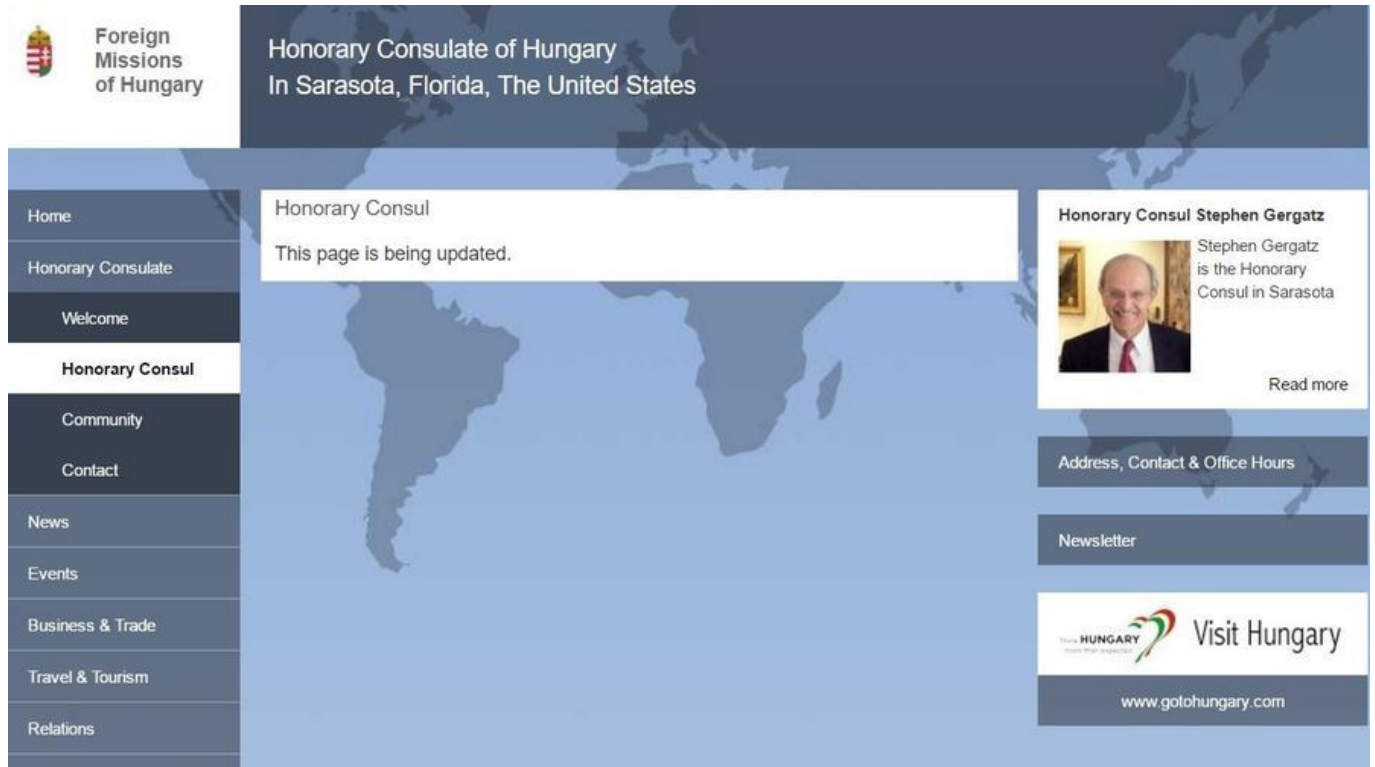 Foreign
Missions
of Hungary
Honorary Consulate of Hungary
In Sarasota, Florida, The United States
Home
Honorary Consulate
Welcome
Honorary Consul
Community
Contact
News
Events
Business & Trade
Travel & Tourism
Relations
Honorary Consul
This page is being updated.
Honorary Consul Stephen Gergatz
Stephen Gergatz
is the Honorary
Consul in Sarasota
Read more
Address, Contact & Office Hours
Newsletter
HUNGARY
more than expected
Visit Hungary
www.gotohungary.com